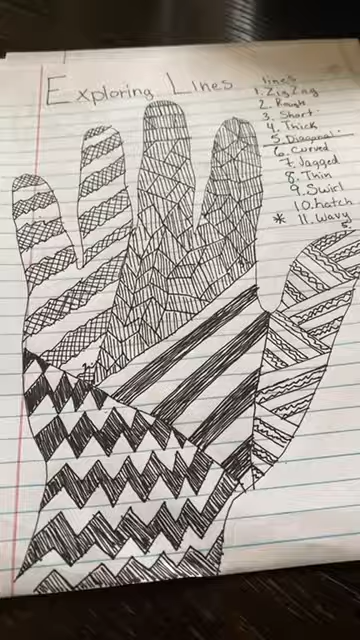 Exploring Lines
lines
1. Zig Zag
2. Rough
3. Short
4. Thick
5. Diagonal
6. Curved
7. Jagged
8. Thin
9. Swirl
10. hatch
* 11. Wavy